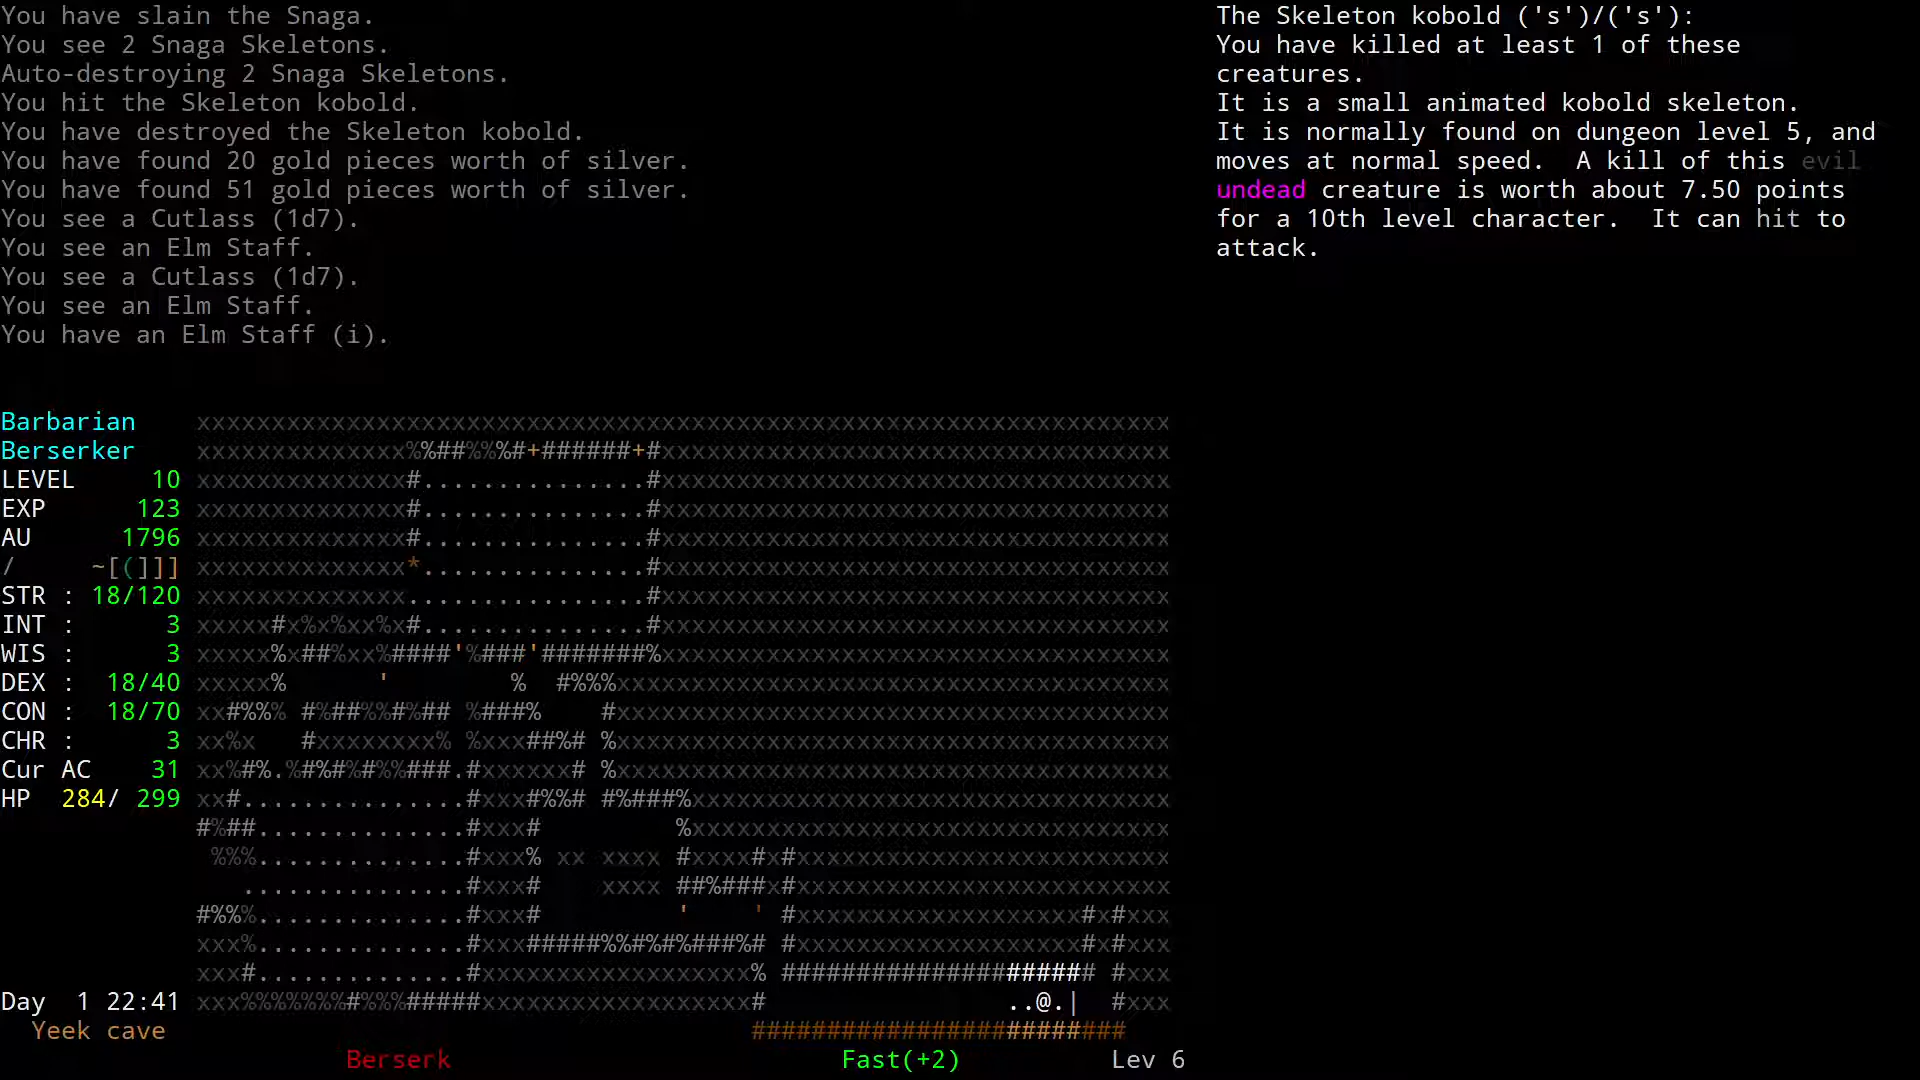 You have slain the Snaga.
You see 2 Snaga Skeletons.
Auto-destroying 2 Snaga Skeletons.
You hit the Skeleton kobold.
You have destroyed the Skeleton kobold.
You have found 20 gold pieces worth of silver.
You have found 51 gold pieces worth of silver.
You see a Cutlass (1d7).
You see an Elm Staff.
You see a Cutlass (1d7).
You see an Elm Staff.
You have an Elm Staff (i).
The Skeleton kobold ('s')/('s'):
You have killed at least 1 of these
creatures.
It is a small animated kobold skeleton.
It is normally found on dungeon level 5, and
moves at normal speed.  A kill of this evil
undead creature is worth about 7.50 points
for a 10th level character.  It can hit to
attack.
Barbarian
Berserker
LEVEL 10
EXP 123
AU 1796
/ ~[(]]]
STR : 18/120
INT : 3
WIS : 3
DEX : 18/40
CON : 18/70
CHR : 3
Cur AC 31
HP 284/ 299
Day 1 22:41
Yeek cave
Berserk Fast(+2) Lev 6